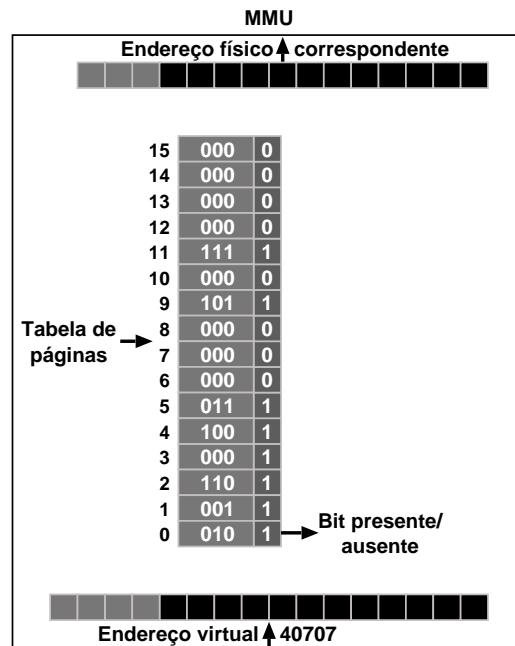 MMU
Endereço físico correspondente
15 000 0
14 000 0
13 000 0
12 000 0
11 111 1
10 000 0
9 101 1
8 000 0
7 000 0
6 000 0
5 011 1
4 100 1
3 000 1
2 110 1
1 001 1
0 010 1
Tabela de
páginas
Bit presente/
ausente
Endereço virtual 40707